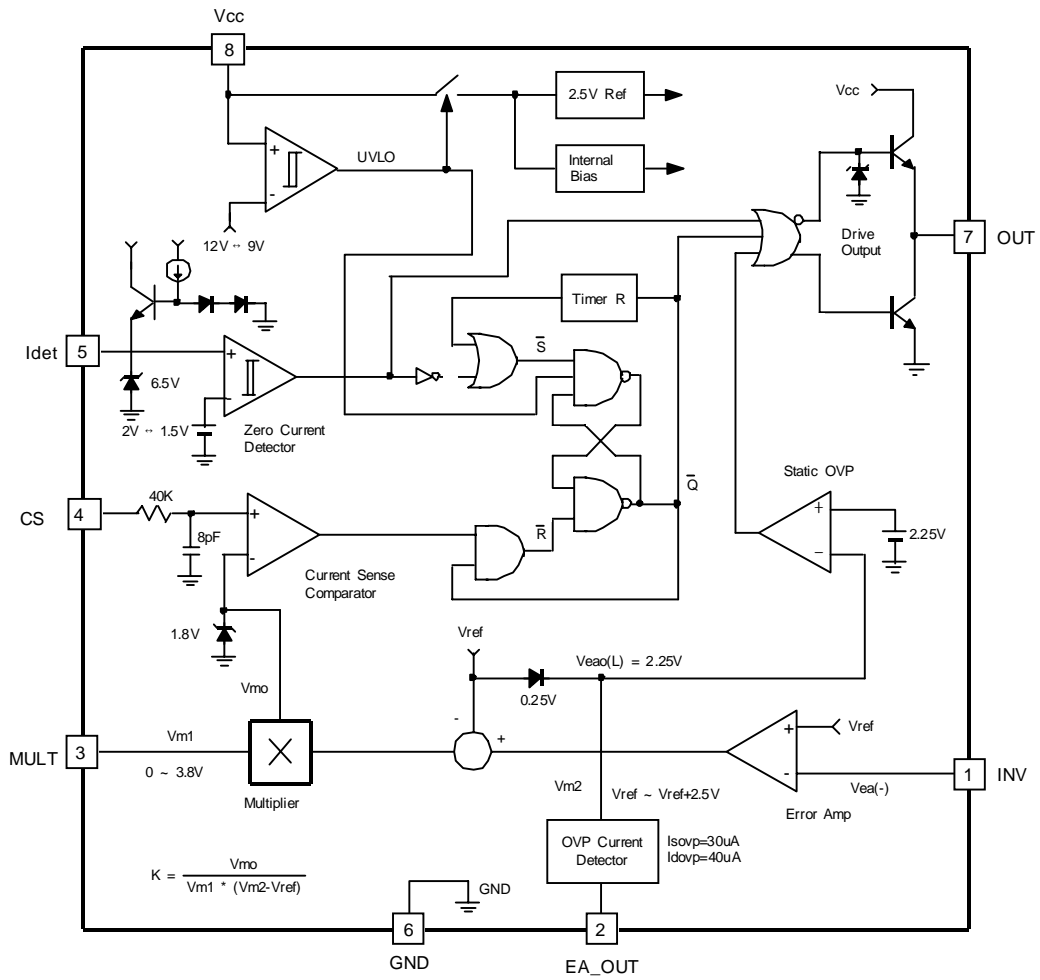 Vcc
8
2.5V Ref
Vcc
UVLO
Internal
Bias
+
-
12V ↔ 9V
Drive
Output
7
OUT
Timer R
S
Idet
5
+
-
6.5V
2V ↔ 1.5V
Zero Current
Detector
Q
Static OVP
CS
4
40K
8pF
+
-
R
+
-
2.25V
Current Sense
Comparator
1.8V
Vref
Veao(L) = 2.25V
0.25V
Vmo
-
+
+
-
Vref
MULT
3
Vm1
0 ~ 3.8V
X
Multiplier
1
INV
Vea(-)
Vm2
Vref ~ Vref+2.5V
Error Amp
OVP Current
Detector
Isovp=30uA
Idovp=40uA
K = Vmo
Vm1 * (Vm2-Vref)
GND
6
GND
2
EA_OUT